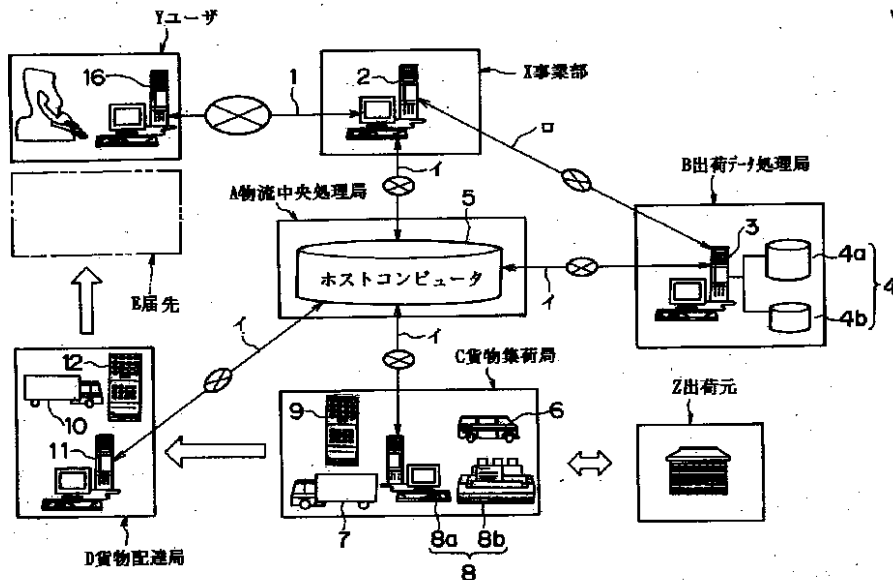 Yユーザ
16
1
2
X事業部
ロ
イ
A物流中央処理局
5
B出荷データ処理局
3
4a
4
4b
ホストコンピュータ
イ
E届先
イ
イ
C貨物集荷局
12
10
11
9
6
Z出荷元
7
8a
8b
8
D貨物配達局